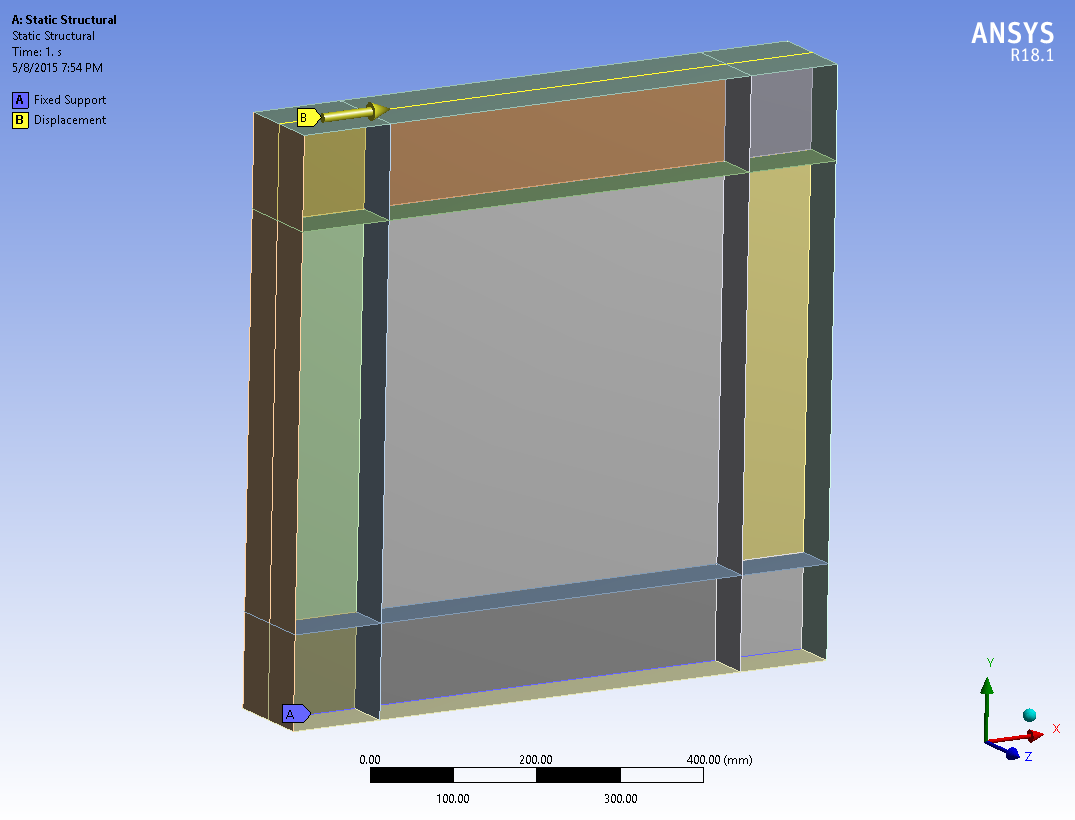 A: Static Structural
Static Structural
Time: 1. s
5/8/2015 7:54 PM
A Fixed Support
B Displacement
ANSYS
R18.1
B
A
0.00 200.00 400.00 (mm)
100.00 300.00
Y
X
Z